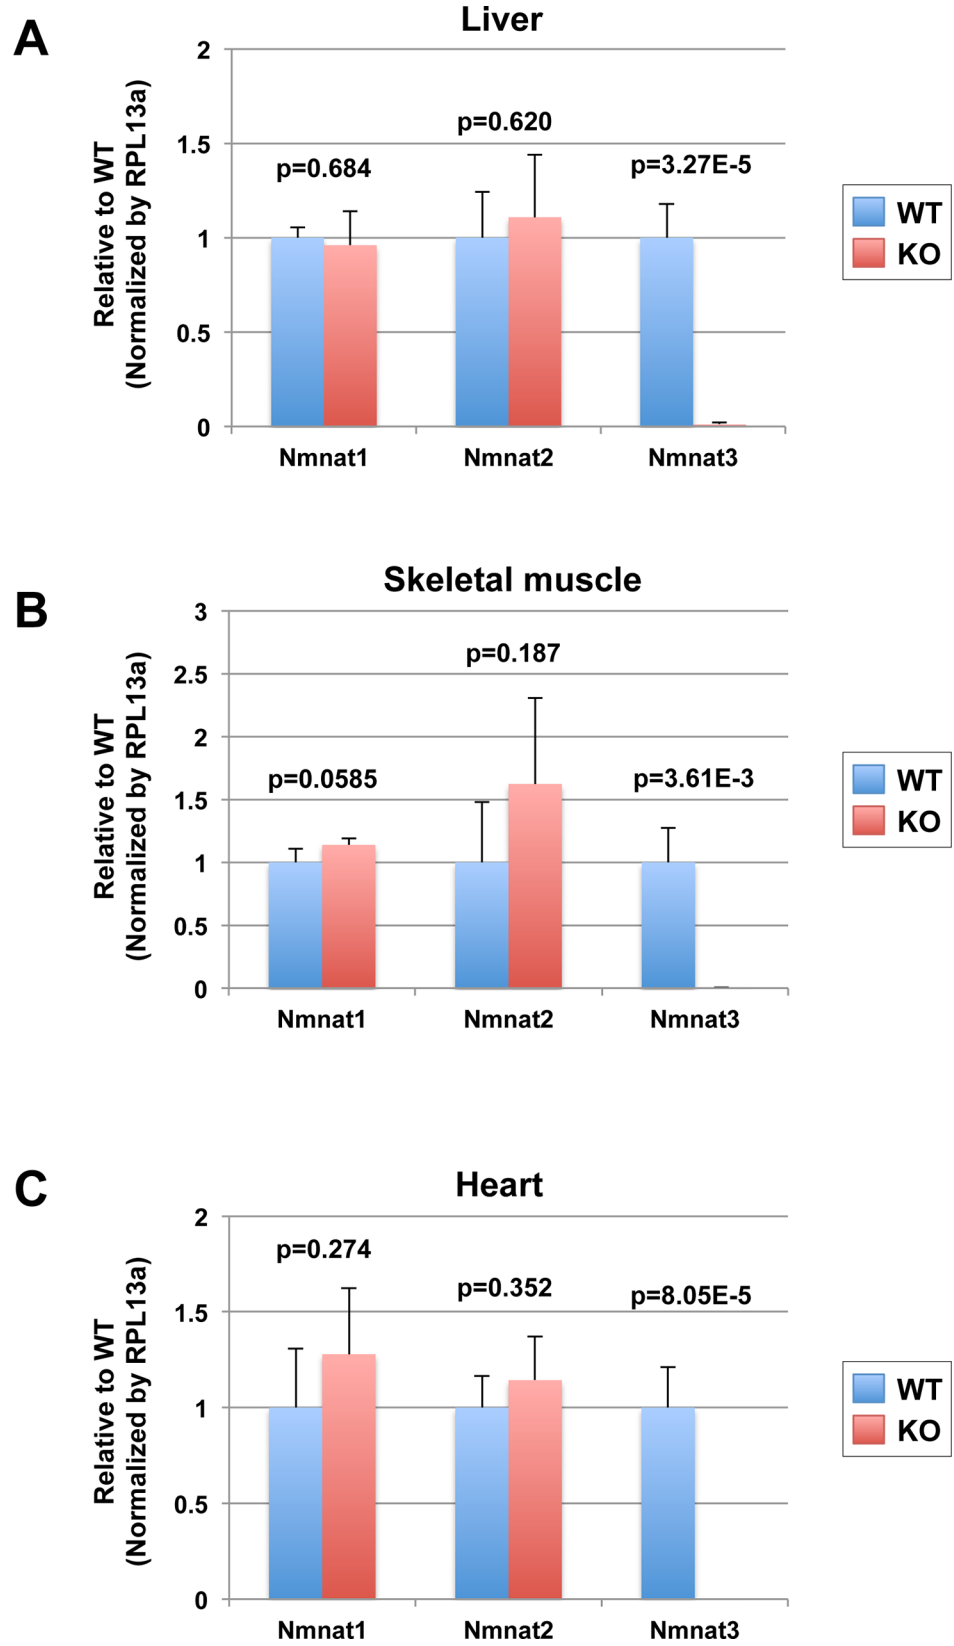 A
Liver
Relative to WT
(Normalized by RPL13a)
2
1.5
1
0.5
0
p=0.684
p=0.620
p=3.27E-5
Nmnat1
Nmnat2
Nmnat3
WT
KO
B
Skeletal muscle
Relative to WT
(Normalized by RPL13a)
3
2.5
2
1.5
1
0.5
0
p=0.0585
p=0.187
p=3.61E-3
Nmnat1
Nmnat2
Nmnat3
WT
KO
C
Heart
Relative to WT
(Normalized by RPL13a)
2
1.5
1
0.5
0
p=0.274
p=0.352
p=8.05E-5
Nmnat1
Nmnat2
Nmnat3
WT
KO